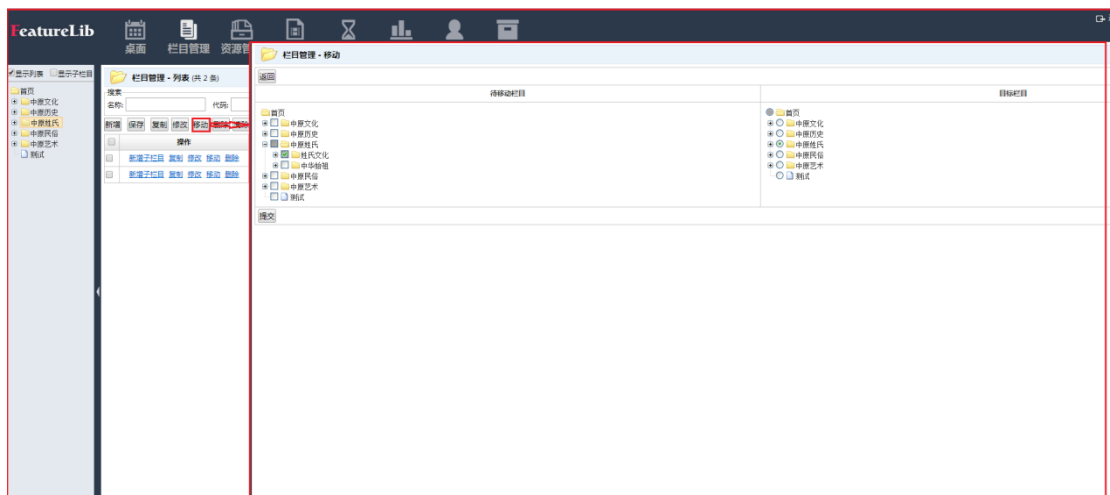 FeatureLib
桌面
栏目管理
资源管
栏目管理 - 移动
显示列表 显示子栏目
首页
中原文化
中原历史
中原姓氏
中原民俗
中原艺术
测试
栏目管理 - 列表 (共 2 条)
搜索
名称:
代码:
新增 保存 复制 修改 移动 删除
操作
新增子栏目 复制 修改 移动 删除
新增子栏目 复制 修改 移动 删除
返回
待移动栏目
首页
中原文化
中原历史
中原姓氏
姓氏文化
中华始祖
中原民俗
中原艺术
测试
提交
目标栏目
首页
中原文化
中原历史
中原姓氏
中原民俗
中原艺术
测试